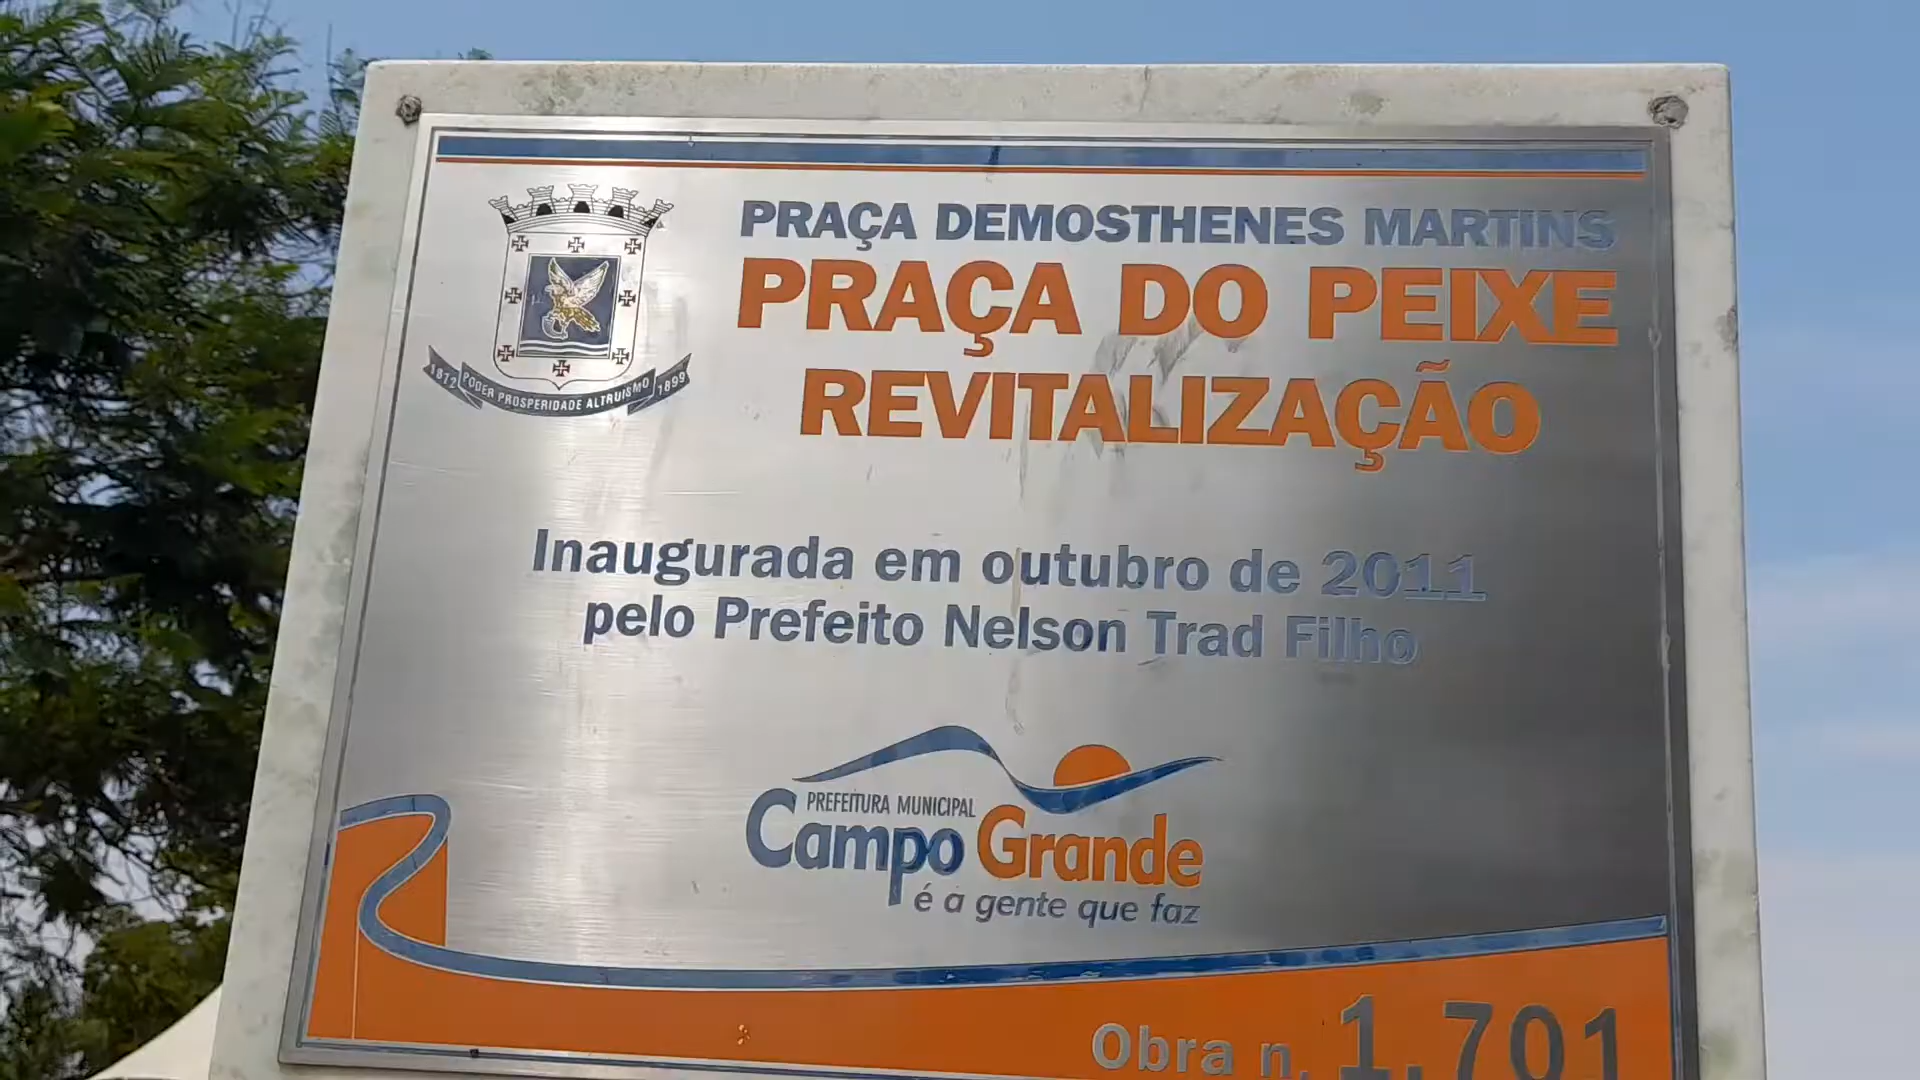 PRAÇA DEMOSTHENES MARTINS
PRAÇA DO PEIXE
REVITALIZAÇÃO
1872 PODER PROSPERIDADE ALTRUISMO 1899
Inaugurada em outubro de 2011
pelo Prefeito Nelson Trad Filho
PREFEITURA MUNICIPAL
Campo Grande
é a gente que faz
Obra n. 1.701